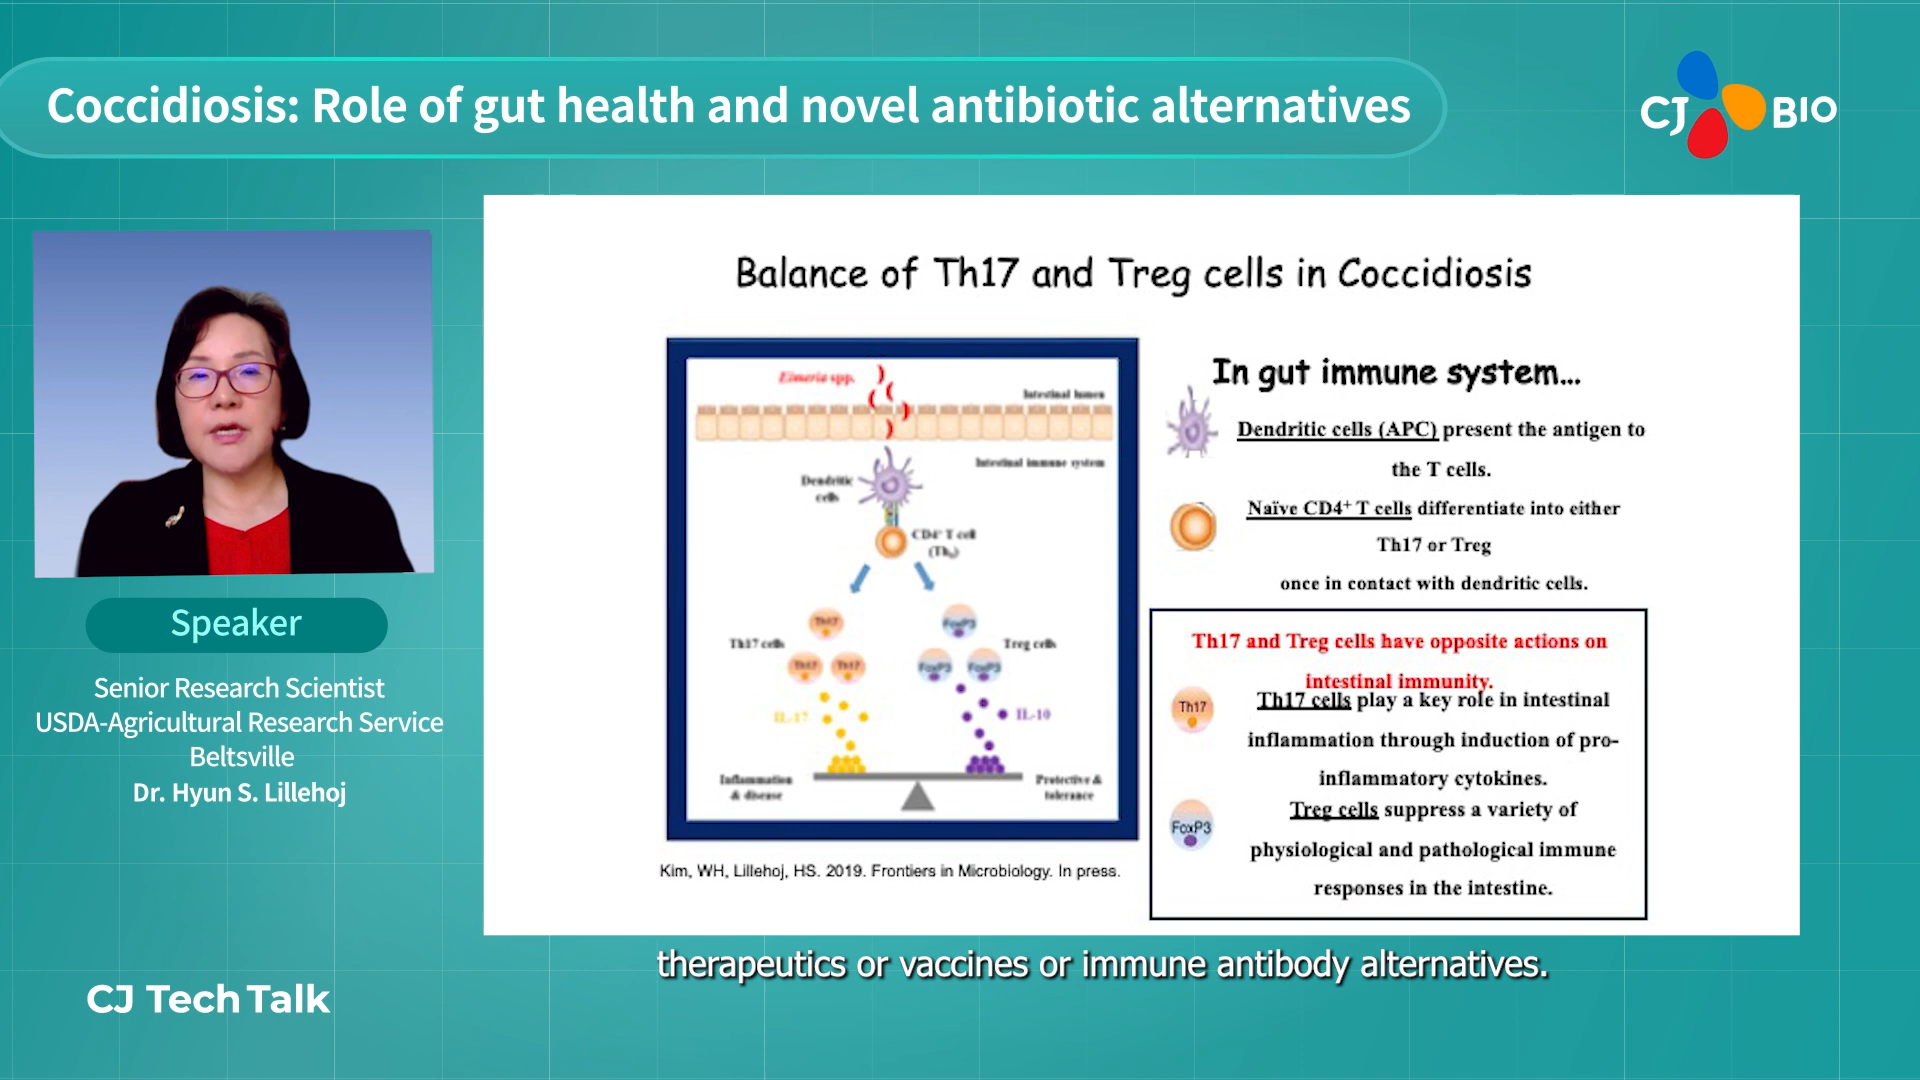 Coccidiosis: Role of gut health and novel antibiotic alternatives
CJ BIO
Balance of Th17 and Treg cells in Coccidiosis
Eimeria spp.
Intestinal lumen
Intestinal immune system
Dendritic
cells
CD4+ T cell
(Th0)
Th17
FoxP3
Th17 cells
Treg cells
Th17 Th17
FoxP3 FoxP3
IL-17
IL-10
Inflammation
& disease
Protective &
tolerance
Kim, WH, Lillehoj, HS. 2019. Frontiers in Microbiology. In press.
In gut immune system...
Dendritic cells (APC) present the antigen to
the T cells.
Naïve CD4+ T cells differentiate into either
Th17 or Treg
once in contact with dendritic cells.
Th17 and Treg cells have opposite actions on
intestinal immunity.
Th17
Th17 cells play a key role in intestinal
inflammation through induction of pro-
inflammatory cytokines.
FoxP3
Treg cells suppress a variety of
physiological and pathological immune
responses in the intestine.
Speaker
Senior Research Scientist
USDA-Agricultural Research Service
Beltsville
Dr. Hyun S. Lillehoj
therapeutics or vaccines or immune antibody alternatives.
CJ Tech Talk